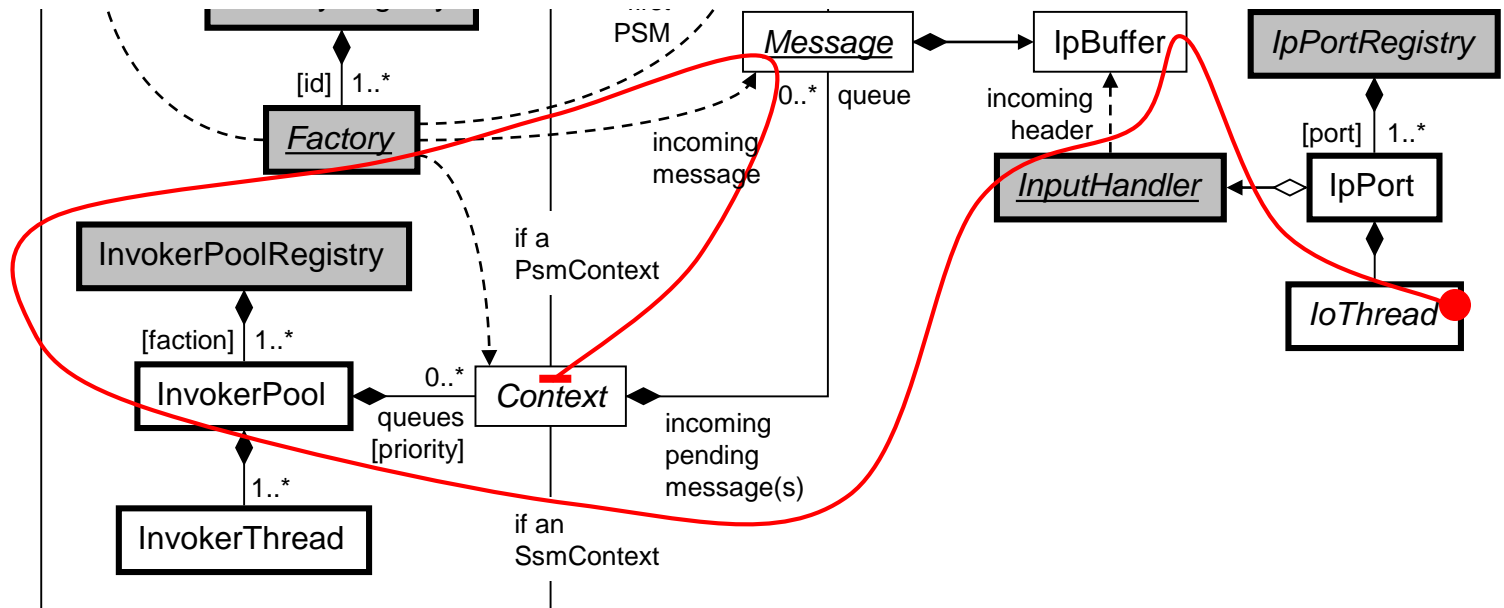 PSM
Message
IpBuffer
IpPortRegistry
[id]
1..*
0..*
queue
incoming
header
Factory
incoming
message
[port]
1..*
InputHandler
IpPort
InvokerPoolRegistry
if a
PsmContext
IoThread
[faction]
1..*
InvokerPool
0..*
Context
queues
[priority]
incoming
pending
message(s)
1..*
InvokerThread
if an
SsmContext